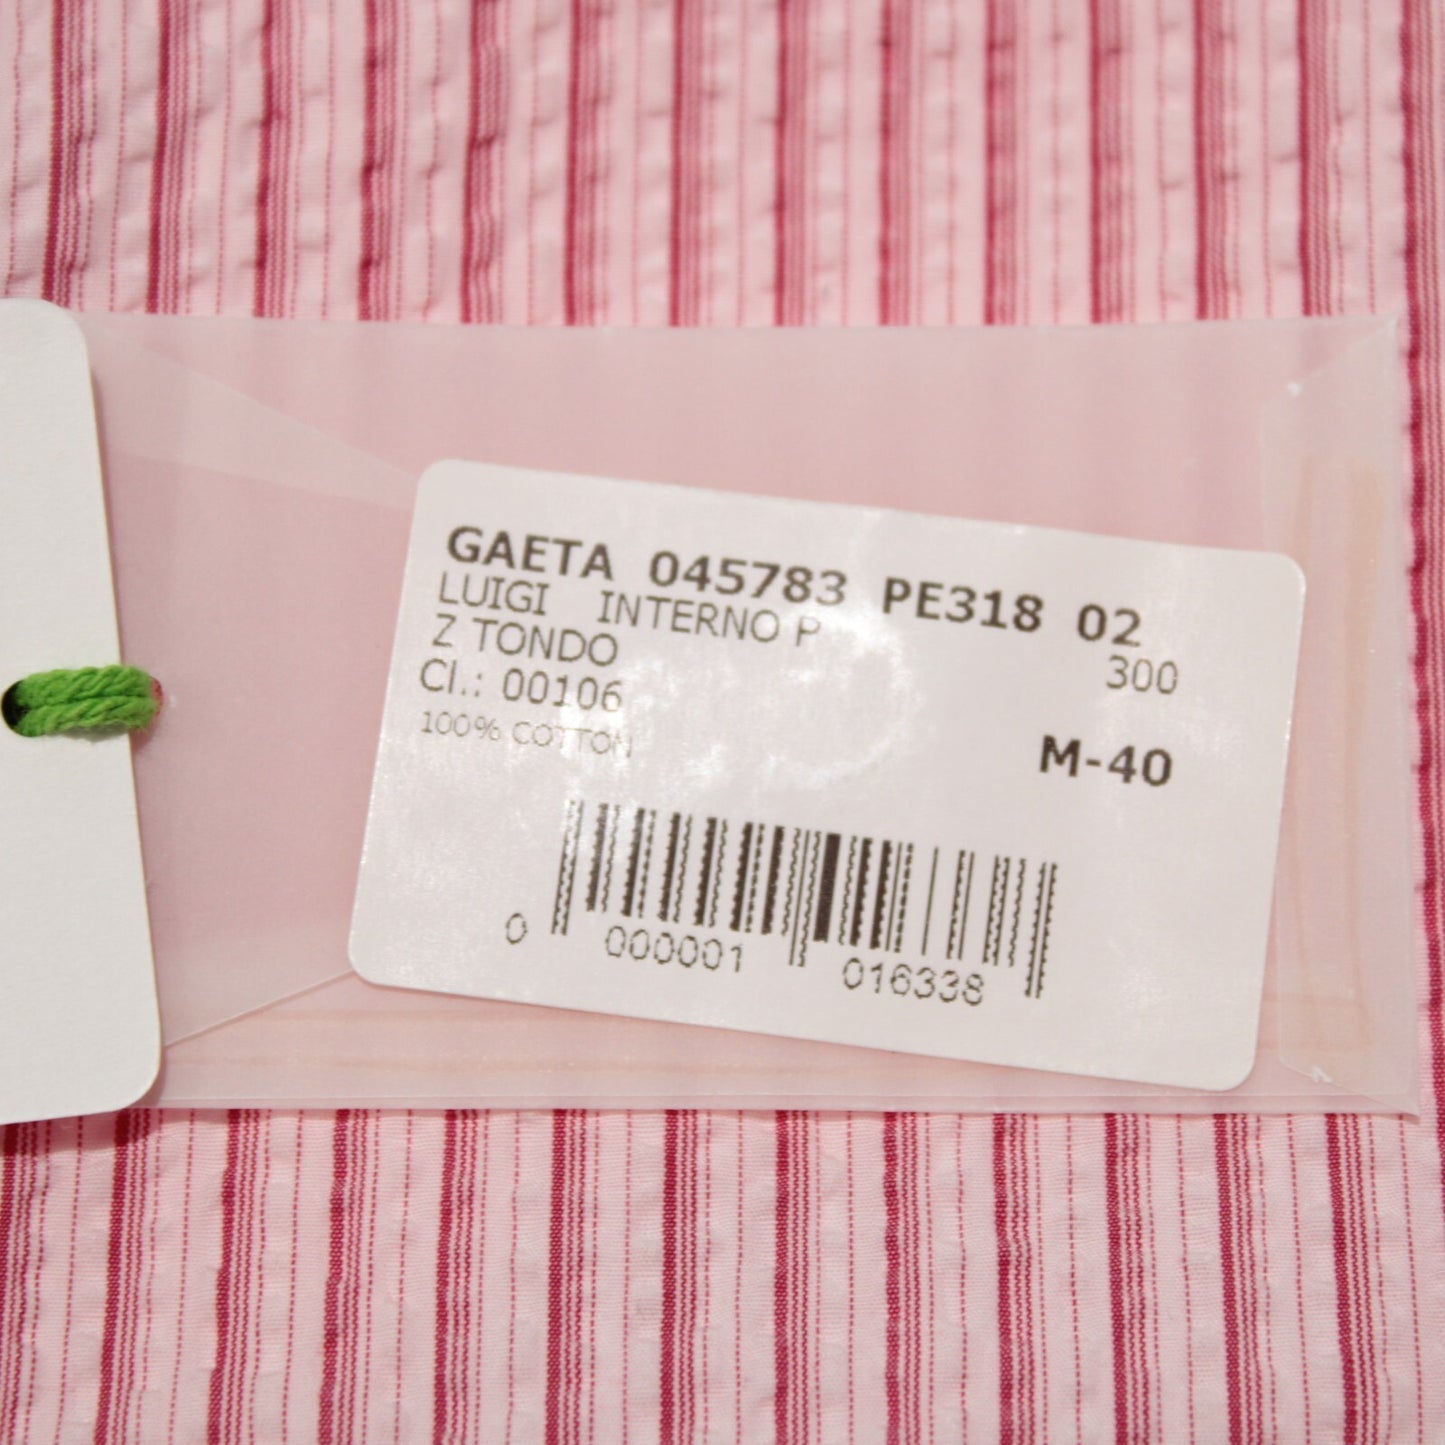 GAETA 045783 PE318 02
LUIGI INTERNO P
300
Z TONDO
Cl.: 00106
100% COTTON
M-40
0 000001 016338